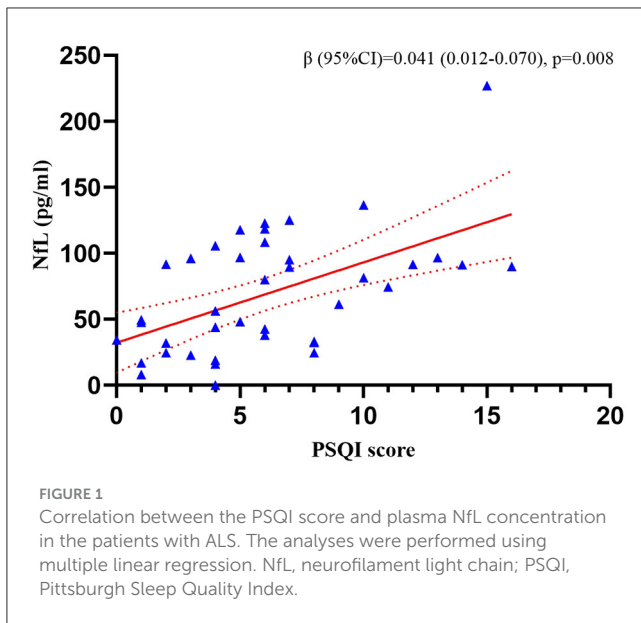 β (95%CI)=0.041 (0.012-0.070), p=0.008
250
200
150
100
50
0
NfL (pg/ml)
0 5 10 15 20
PSQI score
FIGURE 1
Correlation between the PSQI score and plasma NfL concentration
in the patients with ALS. The analyses were performed using
multiple linear regression. NfL, neurofilament light chain; PSQI,
Pittsburgh Sleep Quality Index.